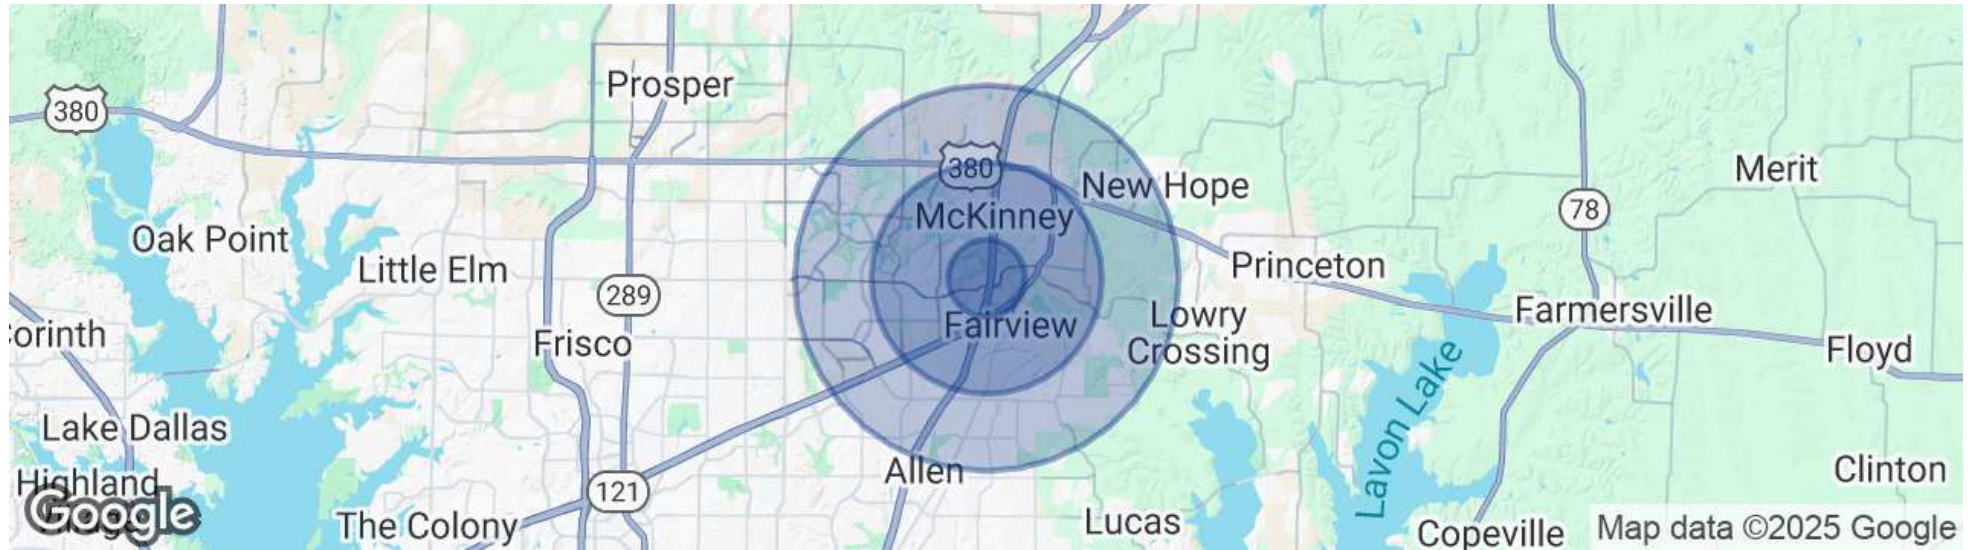 Prosper
380
380
New Hope
Merit
McKinney
78
Oak Point
Little Elm
Princeton
289
Farmersville
Lowry
Crossing
Fairview
orinth
Frisco
Floyd
Lavon Lake
Lake Dallas
Allen
Clinton
Highland
121
Google
The Colony
Lucas
Copeville
Map data ©2025 Google